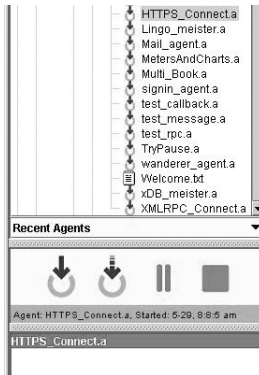 HTTPS_Connect.a
Lingo_meister.a
Mail_agent.a
MetersAndCharts.a
Multi_Book.a
signin_agent.a
test_callback.a
test_message.a
test_rpc.a
TryPause.a
wanderer_agent.a
Welcome.txt
xDB_meister.a
XMLRPC_Connect.a
Recent Agents
Agent: HTTPS_Connect.a, Started: 5-29, 8:8:5 am
HTTPS_Connect.a